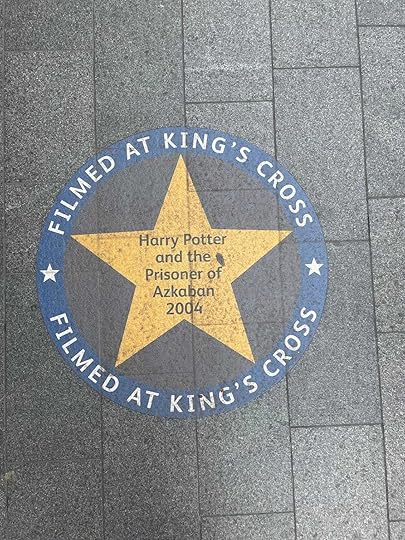 FILMED AT KING'S CROSS
Harry Potter
and the
Prisoner of
Azkaban
2004
FILMED AT KING'S CROSS